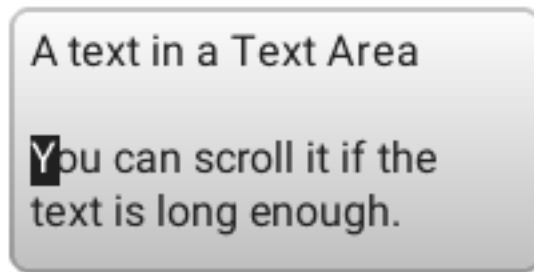 A text in a Text Area
You can scroll it if the
text is long enough.